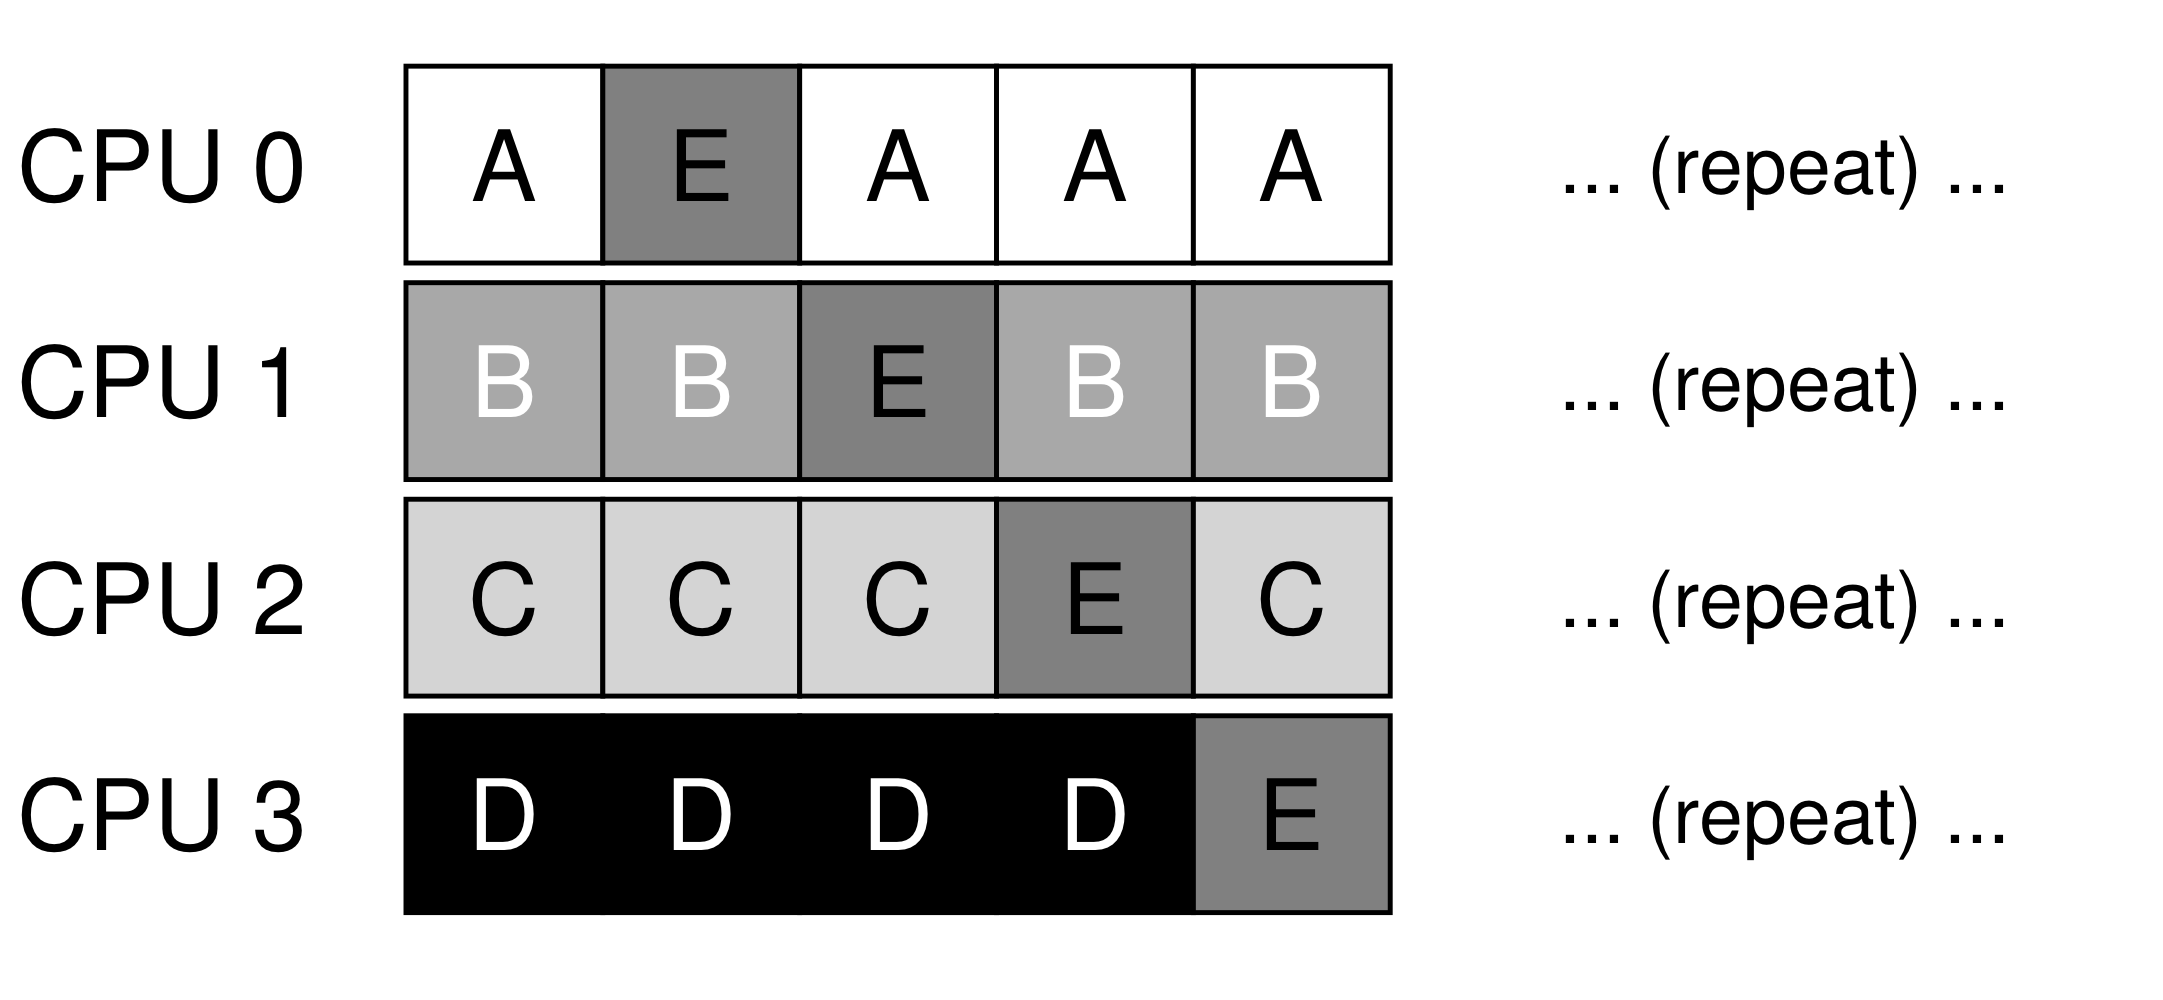 CPU 0 A E A A A ... (repeat) ...
CPU 1 B B E B B ... (repeat) ...
CPU 2 C C C E C ... (repeat) ...
CPU 3 D D D D E ... (repeat) ...